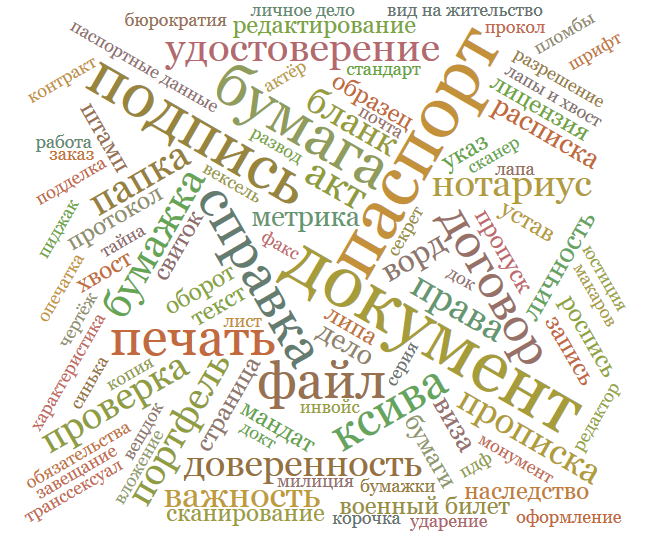 бюрократия
личное дело
вид на жительство
паспортные данные
редактирование
прокол
пломбы
шрифт
удостоверение
контракт
актёр
стандарт
разрешение
лапы и хвост
подпись
бумага
образец
паспорт
лицензия
расписка
штамп
бланк
почта
развод
указ
сканер
работа
заказ
папка
акт
лапа
нотариус
подделка
вексель
протокол
метрика
секрет
пропуск
устав
пиджак
тайна
свиток
бумажка
справка
факс
ворд
договор
личность
юстиция
макаров
опечатка
хвост
оборот
текст
документ
док
права
роспись
чертёж
лист
липа
дело
запись
печать
характеристика
синька
копия
файл
серия
проверка
портфель
страница
инвойс
ксива
виза
прописка
редактор
мандат
докт
бумаги
обязательства
завещание
транссексуал
вещдок
вложение
доверенность
пдф
монумент
милиция
бумажки
наследство
важность
военный билет
сканирование
корочка
ударение
оформление